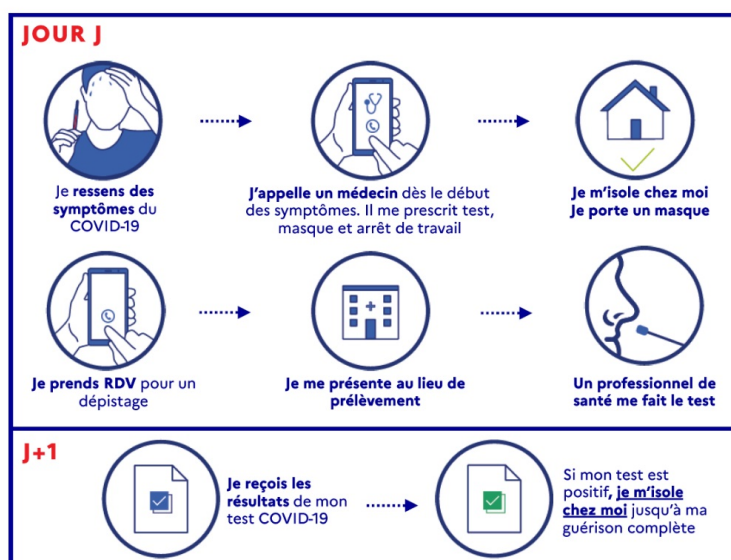 JOUR J
Je ressens des
symptômes du
COVID-19
J'appelle un médecin dès le début
des symptômes. Il me prescrit test,
masque et arrêt de travail
Je m'isole chez moi
Je porte un masque
Je prends RDV pour un
dépistage
Je me présente au lieu de
prélèvement
Un professionnel de
santé me fait le test
J+1
Je reçois les
résultats de mon
test COVID-19
Si mon test est
positif, je m'isole
chez moi jusqu'à ma
guérison complète